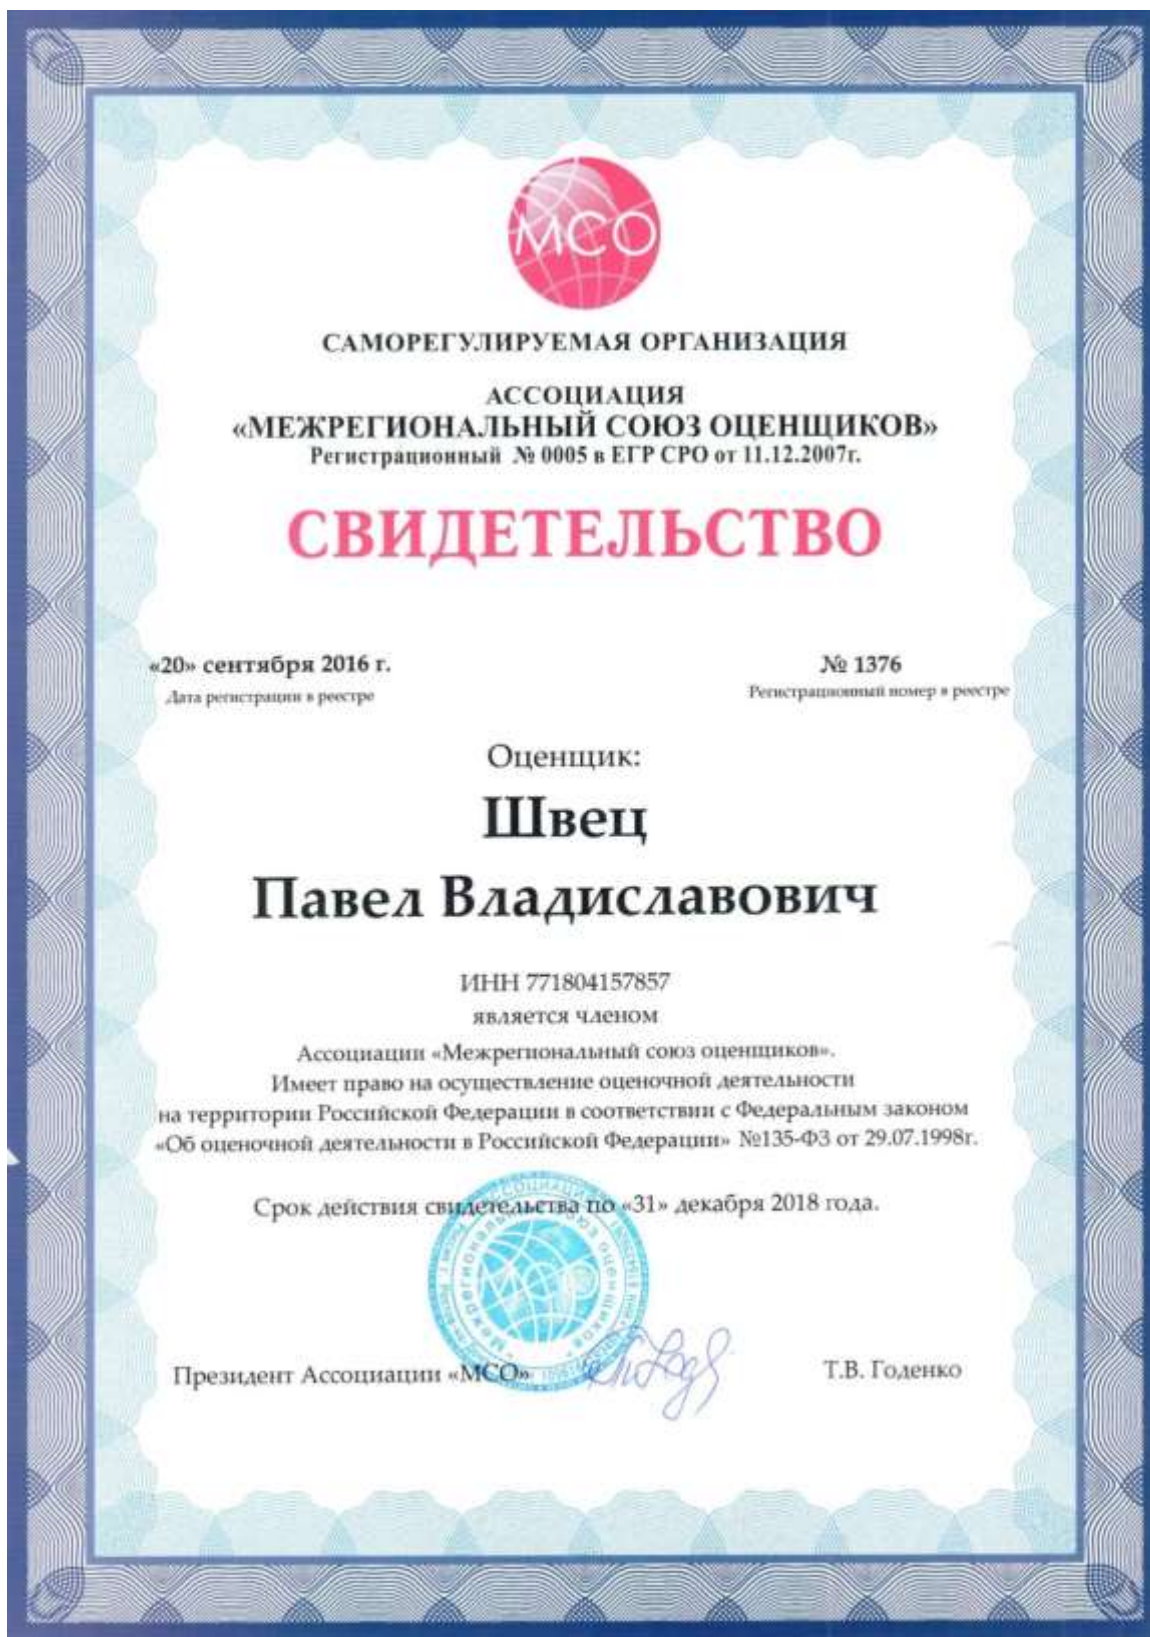 МСО
САМОРЕГУЛИРУЕМАЯ ОРГАНИЗАЦИЯ
АССОЦИАЦИЯ
«МЕЖРЕГИОНАЛЬНЫЙ СОЮЗ ОЦЕНЩИКОВ»
Регистрационный № 0005 в ЕГР СРО от 11.12.2007г.
СВИДЕТЕЛЬСТВО
«20» сентября 2016 г.
№ 1376
Дата регистрации в реестре
Регистрационный номер в реестре
Оценщик:
Швец
Павел Владиславович
ИНН 771804157857
является членом
Ассоциации «Межрегиональный союз оценщиков».
Имеет право на осуществление оценочной деятельности
на территории Российской Федерации в соответствии с Федеральным законом
«Об оценочной деятельности в Российской Федерации» №135-ФЗ от 29.07.1998г.
Срок действия свидетельства по «31» декабря 2018 года.
"Межрегиональный союз оценщиков"
Президент Ассоциации «МСО»
Т.В. Годенко